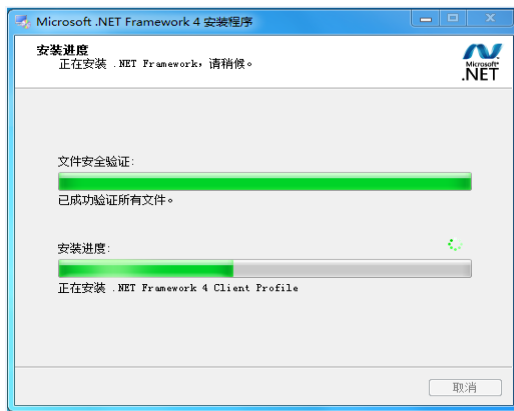 Microsoft .NET Framework 4 安装程序
安装进度
正在安装 .NET Framework，请稍候。
Microsoft
.NET
文件安全验证:
已成功验证所有文件。
安装进度:
正在安装 .NET Framework 4 Client Profile
取消